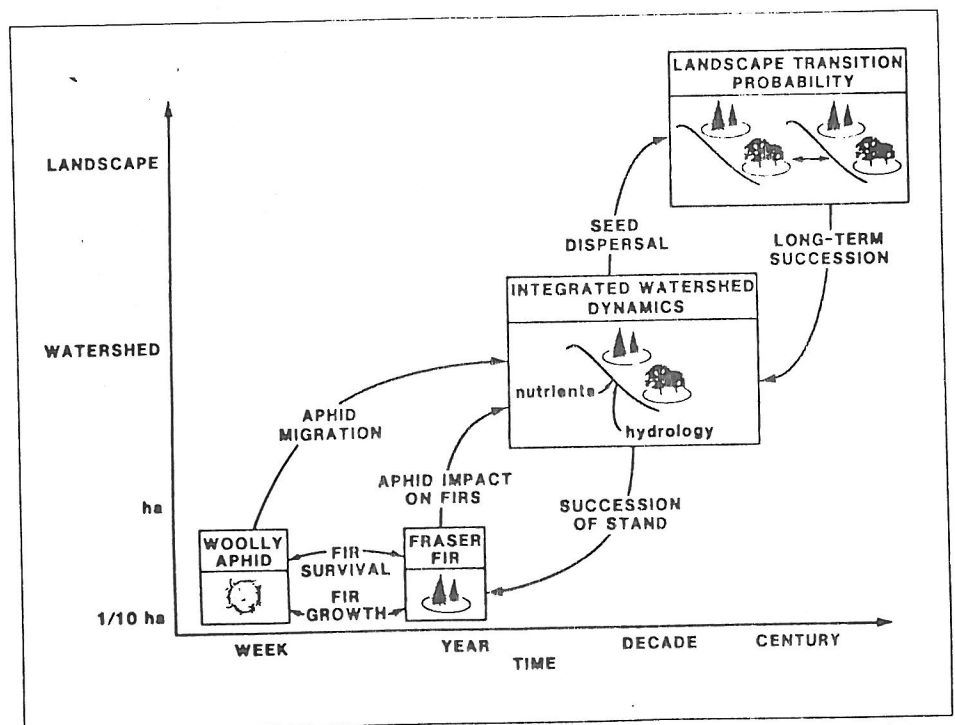 LANDSCAPE TRANSITION
PROBABILITY
LANDSCAPE
SEED
DISPERSAL
LONG-TERM
SUCCESSION
INTEGRATED WATERSHED
DYNAMICS
WATERSHED
nutrients
hydrology
APHID
MIGRATION
APHID IMPACT
ON FIRS
SUCCESSION
OF STAND
ha
WOOLLY
APHID
FIR
SURVIVAL
FRASER
FIR
FIR
GROWTH
1/10 ha
WEEK
YEAR
DECADE
CENTURY
TIME